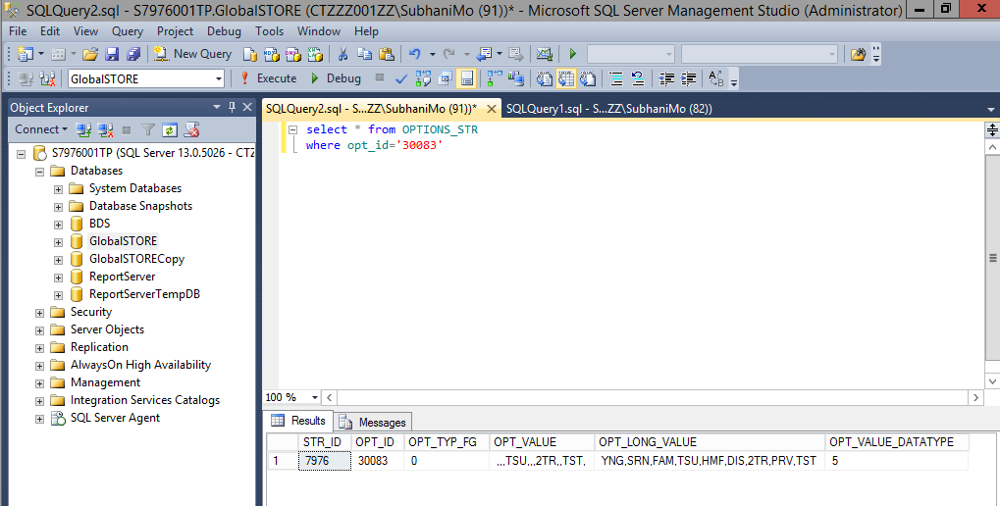 SQLQuery2.sql - S7976001TP.GlobalSTORE (CTZZZ001ZZ\SubhaniMo (91))* - Microsoft SQL Server Management Studio (Administrator)
File Edit View Query Project Debug Tools Window Help
New Query
GlobalSTORE Execute Debug
Object Explorer
SQLQuery2.sql - S...ZZ\SubhaniMo (91))* SQLQuery1.sql - S...ZZ\SubhaniMo (82))
Connect
select * from OPTIONS_STR
where opt_id='30083'
S7976001TP (SQL Server 13.0.5026 - CTZ
Databases
System Databases
Database Snapshots
BDS
GlobalSTORE
GlobalSTORECopy
ReportServer
ReportServerTempDB
Security
Server Objects
Replication
AlwaysOn High Availability
Management
Integration Services Catalogs
SQL Server Agent
100 %
Results Messages
STR_ID OPT_ID OPT_TYP_FG OPT_VALUE OPT_LONG_VALUE OPT_VALUE_DATATYPE
1 7976 30083 0 ,,,TSU,,,2TR,,TST, YNG,SRN,FAM,TSU,HMF,DIS,2TR,PRV,TST 5